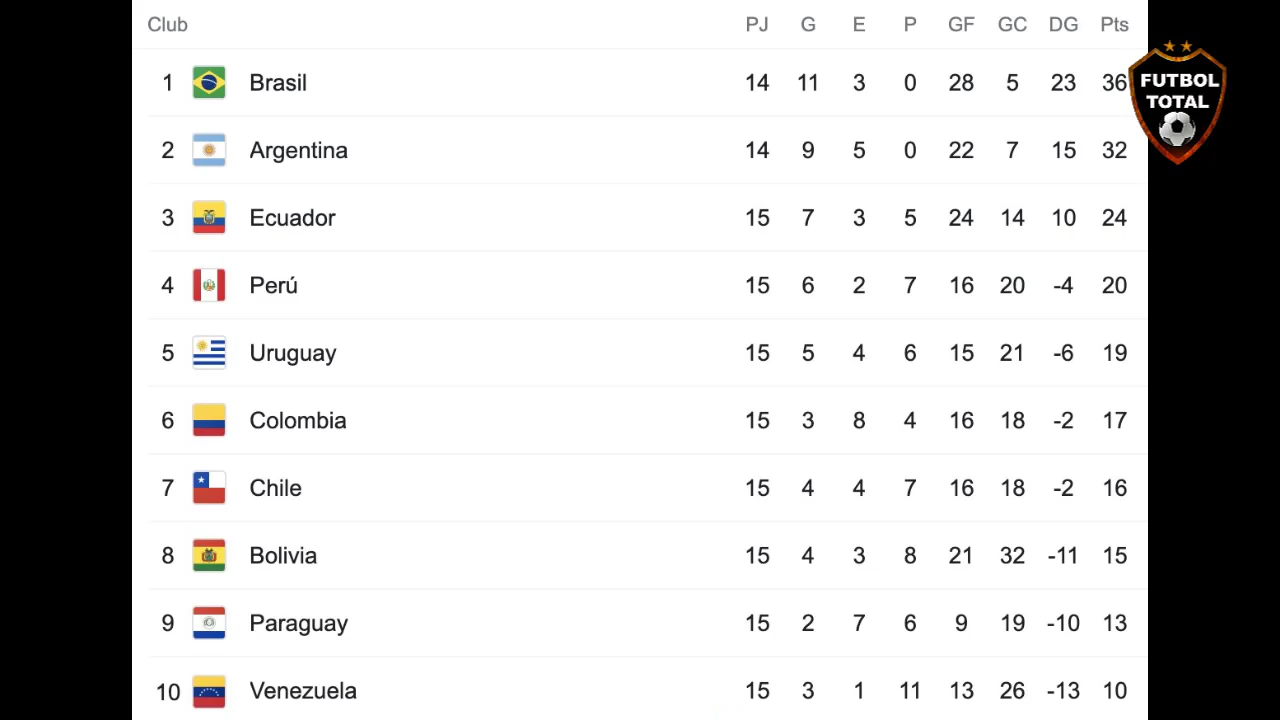 Club PJ G E P GF GC DG Pts
1 Brasil 14 11 3 0 28 5 23 36
FUTBOL
TOTAL
2 Argentina 14 9 5 0 22 7 15 32
3 Ecuador 15 7 3 5 24 14 10 24
4 Perú 15 6 2 7 16 20 -4 20
5 Uruguay 15 5 4 6 15 21 -6 19
6 Colombia 15 3 8 4 16 18 -2 17
7 Chile 15 4 4 7 16 18 -2 16
8 Bolivia 15 4 3 8 21 32 -11 15
9 Paraguay 15 2 7 6 9 19 -10 13
10 Venezuela 15 3 1 11 13 26 -13 10